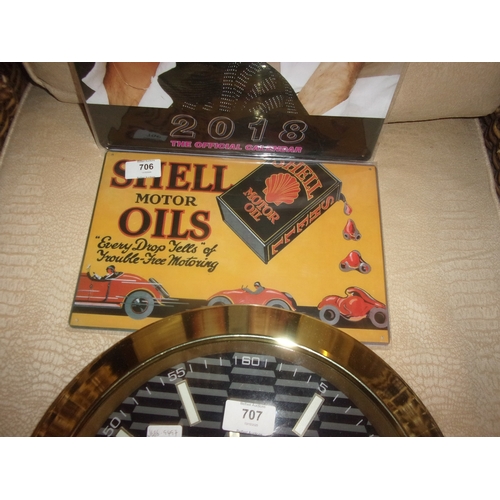 2018
THE OFFICIAL CALENDAR
706
SHELL
MOTOR
OILS
"Every Drop Tells" of
Trouble-Free Motoring
SHELL
MOTOR
OIL
60
55
5
50
707